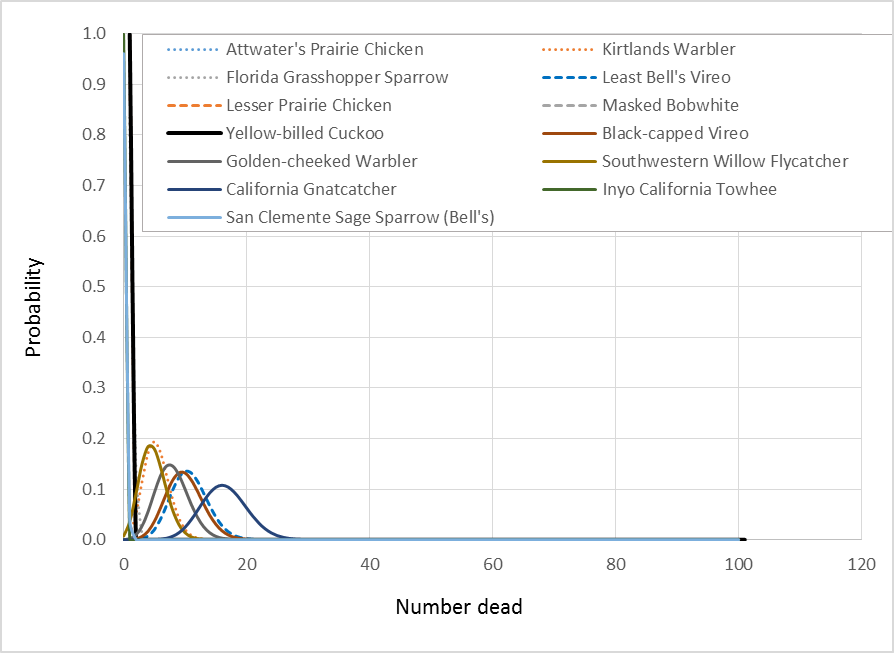 1.0
Attwater's Prairie Chicken Kirtlands Warbler
Florida Grasshopper Sparrow Least Bell's Vireo
0.9
Lesser Prairie Chicken Masked Bobwhite
0.8 Yellow-billed Cuckoo Black-capped Vireo
Golden-cheeked Warbler Southwestern Willow Flycatcher
0.7
California Gnatcatcher Inyo California Towhee
San Clemente Sage Sparrow (Bell's)
0.6
0.5
0.4
0.3
0.2
0.1
0.0
Probability
0 20 40 60 80 100 120
Number dead